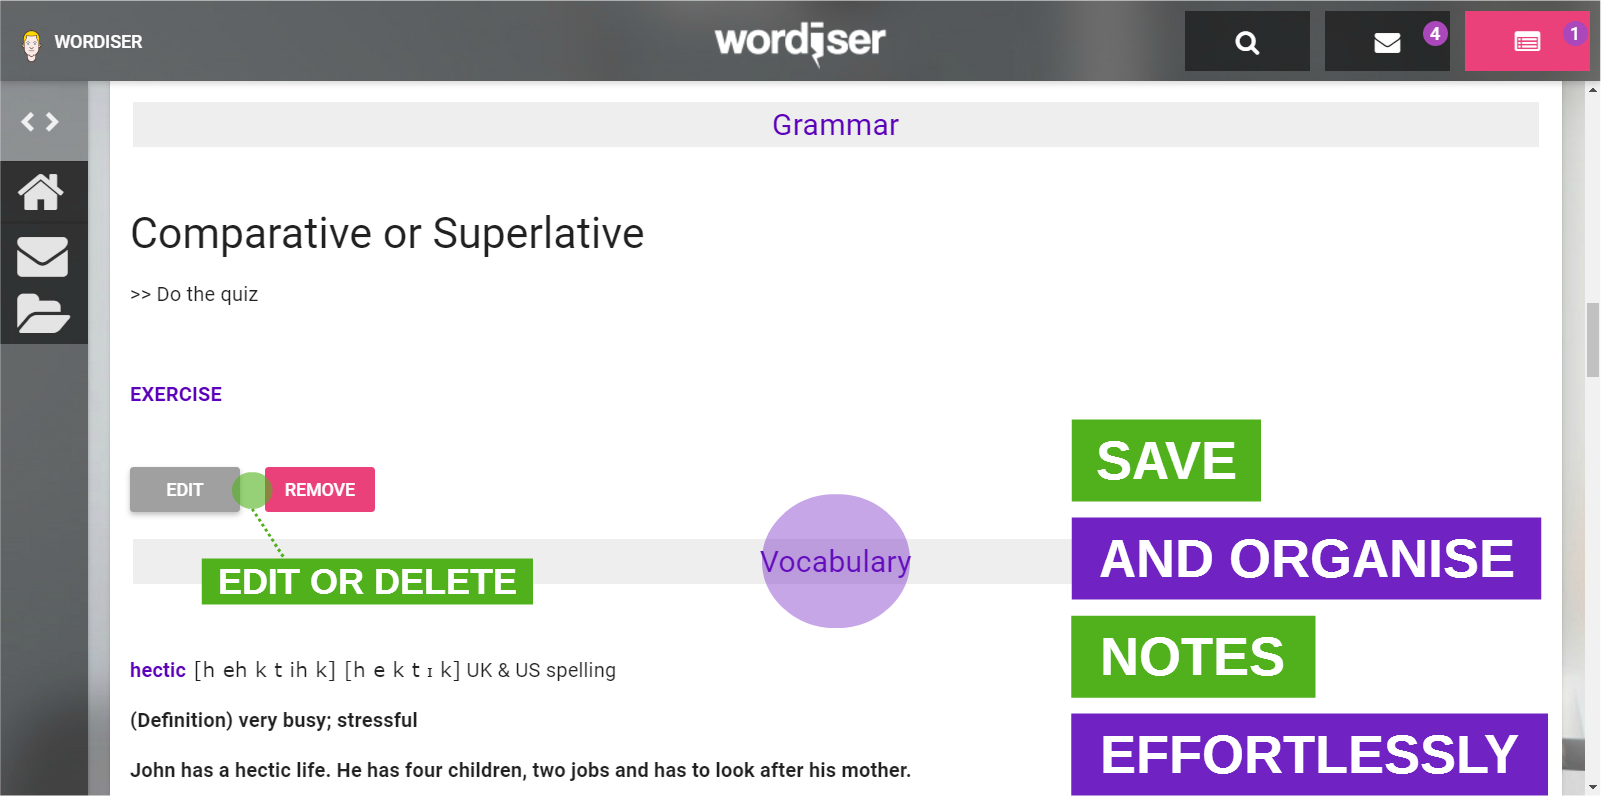 WORDISER
wordiser
4
1
Grammar
Comparative or Superlative
>> Do the quiz
EXERCISE
EDIT
REMOVE
SAVE
AND ORGANISE
Vocabulary
EDIT OR DELETE
NOTES
hectic [h eh k t ih k] [h e k t ɪ k] UK & US spelling
(Definition) very busy; stressful
EFFORTLESSLY
John has a hectic life. He has four children, two jobs and has to look after his mother.